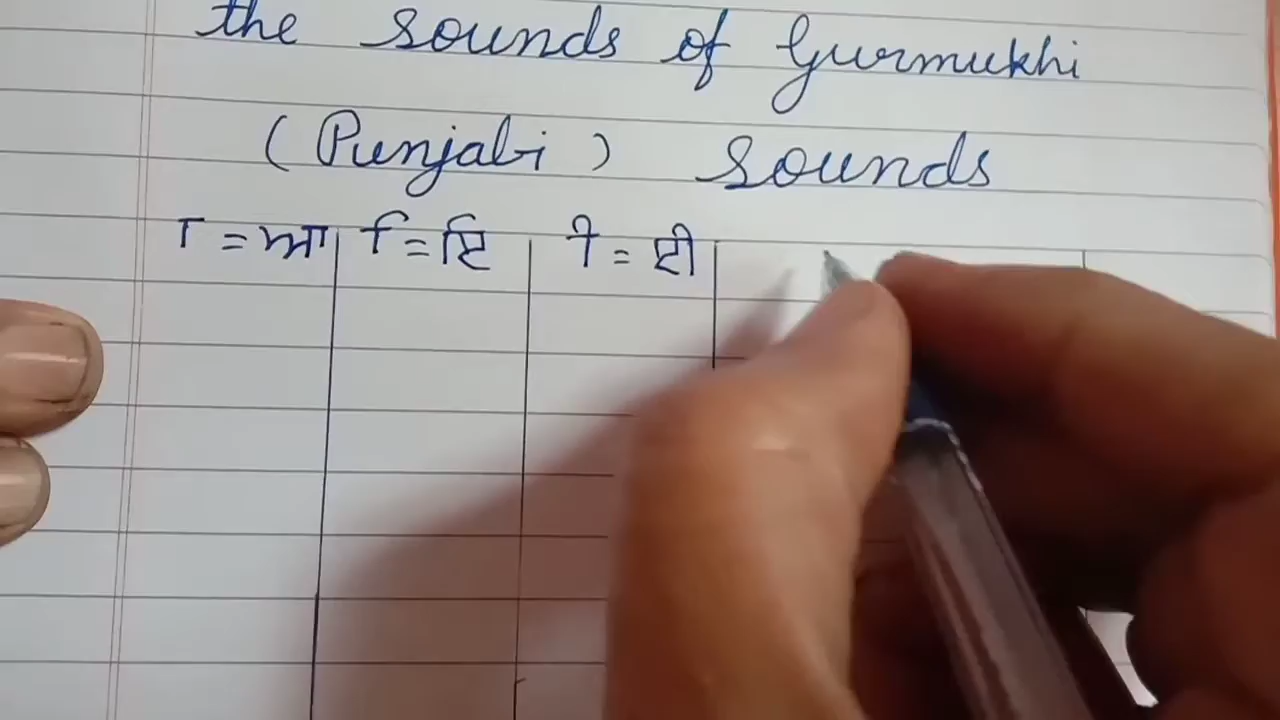 the sounds of Gurmukhi
(Punjabi) sounds
ਾ = ਆ ਿ = ਇ ੀ = ਈ